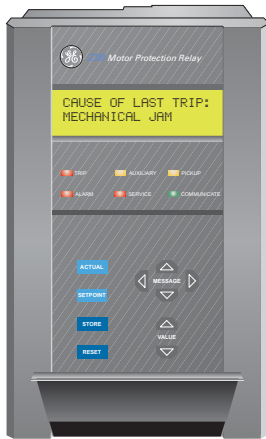 Motor Protection Relay
CAUSE OF LAST TRIP:
MECHANICAL JAM
TRIP AUXILIARY PICKUP
ALARM SERVICE COMMUNICATE
ACTUAL
SETPOINT
MESSAGE
STORE
RESET
VALUE